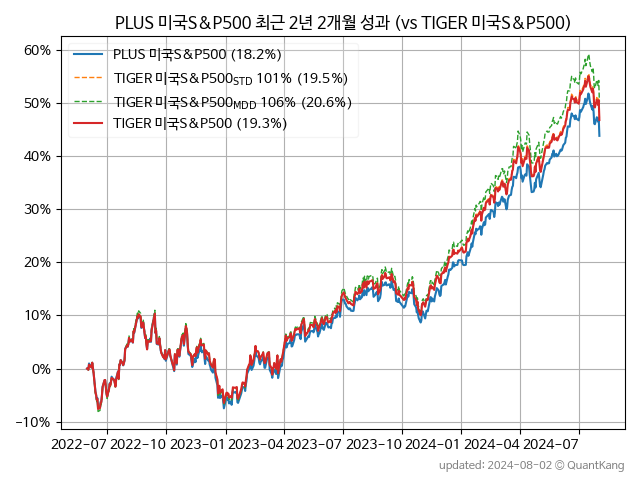 PLUS 미국S&P500 최근 2년 2개월 성과 (vs TIGER 미국S&P500)
PLUS 미국S&P500 (18.2%)
TIGER 미국S&P500STD 101% (19.5%)
TIGER 미국S&P500MDD 106% (20.6%)
TIGER 미국S&P500 (19.3%)
60%
50%
40%
30%
20%
10%
0%
−10%
2022-07 2022-10 2023-01 2023-04 2023-07 2023-10 2024-01 2024-04 2024-07
updated: 2024-08-02 © QuantKang